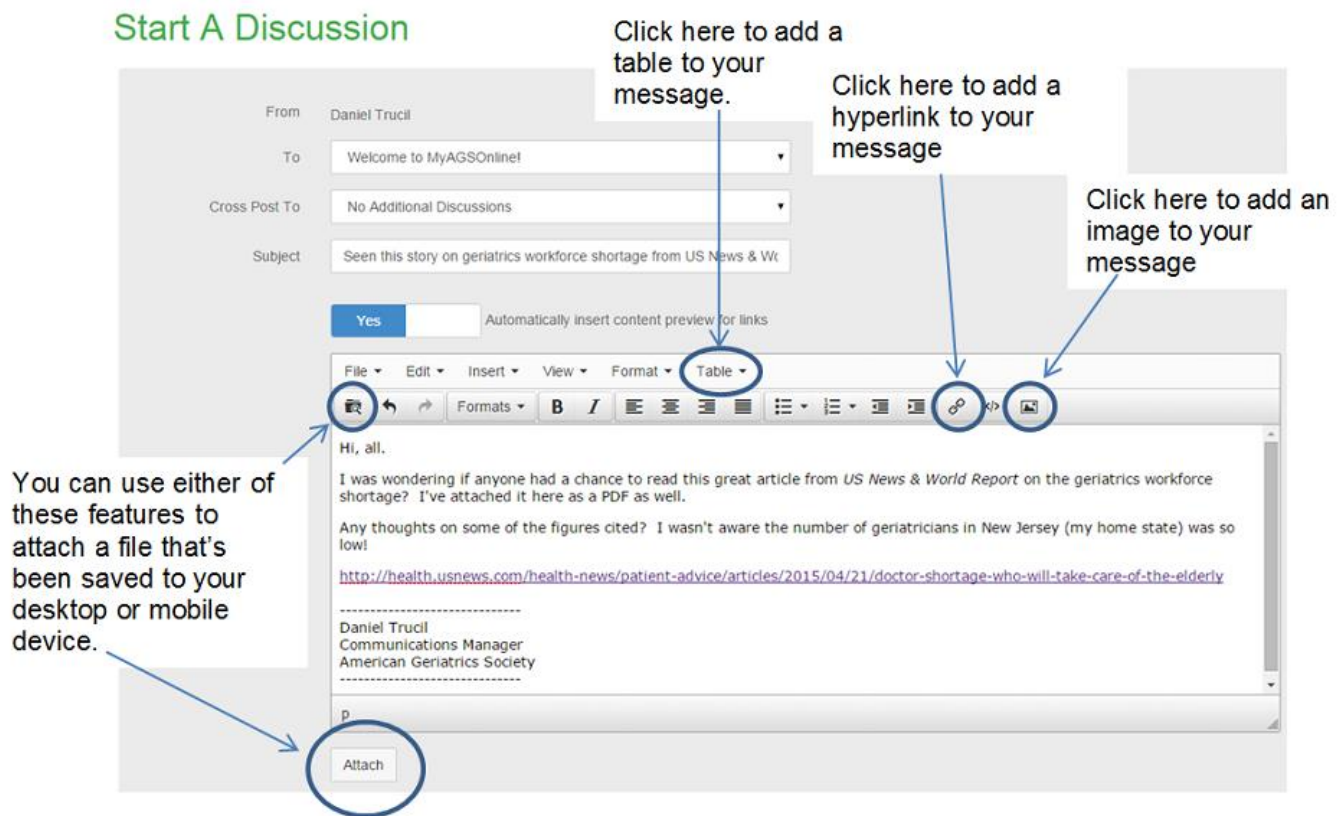 Start A Discussion
Click here to add a
table to your
message.
Click here to add a
hyperlink to your
message
Click here to add an
image to your
message
From
Daniel Trucil
To
Welcome to MyAGSOnline!
Cross Post To
No Additional Discussions
Subject
Seen this story on geriatrics workforce shortage from US News & Wo
Yes
Automatically insert content preview for links
File Edit Insert View Format Table
Formats B I
Hi, all.
I was wondering if anyone had a chance to read this great article from US News & World Report on the geriatrics workforce
shortage? I've attached it here as a PDF as well.
Any thoughts on some of the figures cited? I wasn't aware the number of geriatricians in New Jersey (my home state) was so
low!
http://health.usnews.com/health-news/patient-advice/articles/2015/04/21/doctor-shortage-who-will-take-care-of-the-elderly
------------------------------
Daniel Trucil
Communications Manager
American Geriatrics Society
------------------------------
p
Attach
You can use either of
these features to
attach a file that's
been saved to your
desktop or mobile
device.